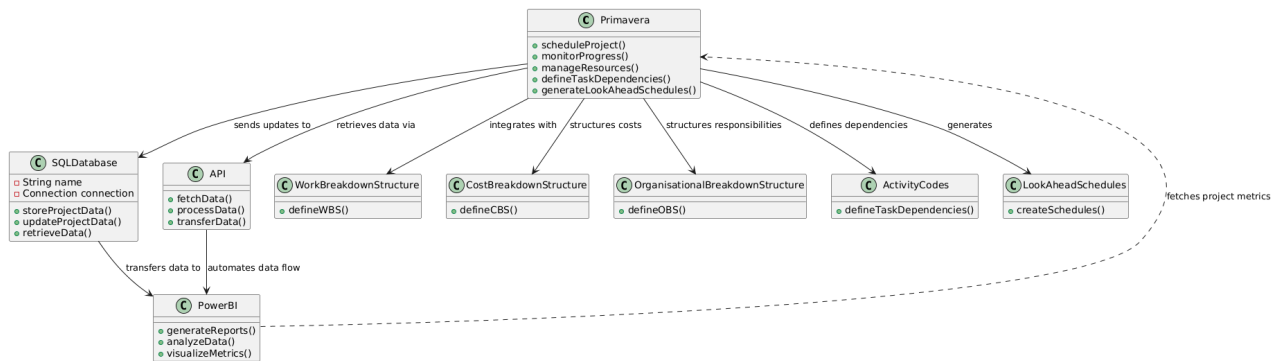 C Primavera
scheduleProject()
monitorProgress()
manageResources()
defineTaskDependencies()
generateLookAheadSchedules()
sends updates to
retrieves data via
integrates with
structures costs
structures responsibilities
defines dependencies
generates
C SQLDatabase
String name
Connection connection
storeProjectData()
updateProjectData()
retrieveData()
C API
fetchData()
processData()
transferData()
C WorkBreakdownStructure
defineWBS()
C CostBreakdownStructure
defineCBS()
C OrganisationalBreakdownStructure
defineOBS()
C ActivityCodes
defineTaskDependencies()
C LookAheadSchedules
createSchedules()
fetches project metrics
transfers data to
automates data flow
C PowerBI
generateReports()
analyzeData()
visualizeMetrics()